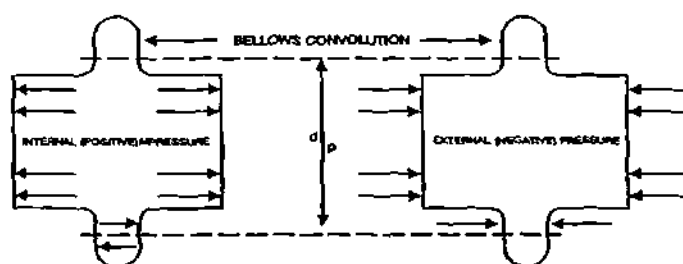 BELLOWS CONVOLUTION
INTERNAL (POSITIVE) PRESSURE
d p
EXTERNAL (NEGATIVE) PRESSURE